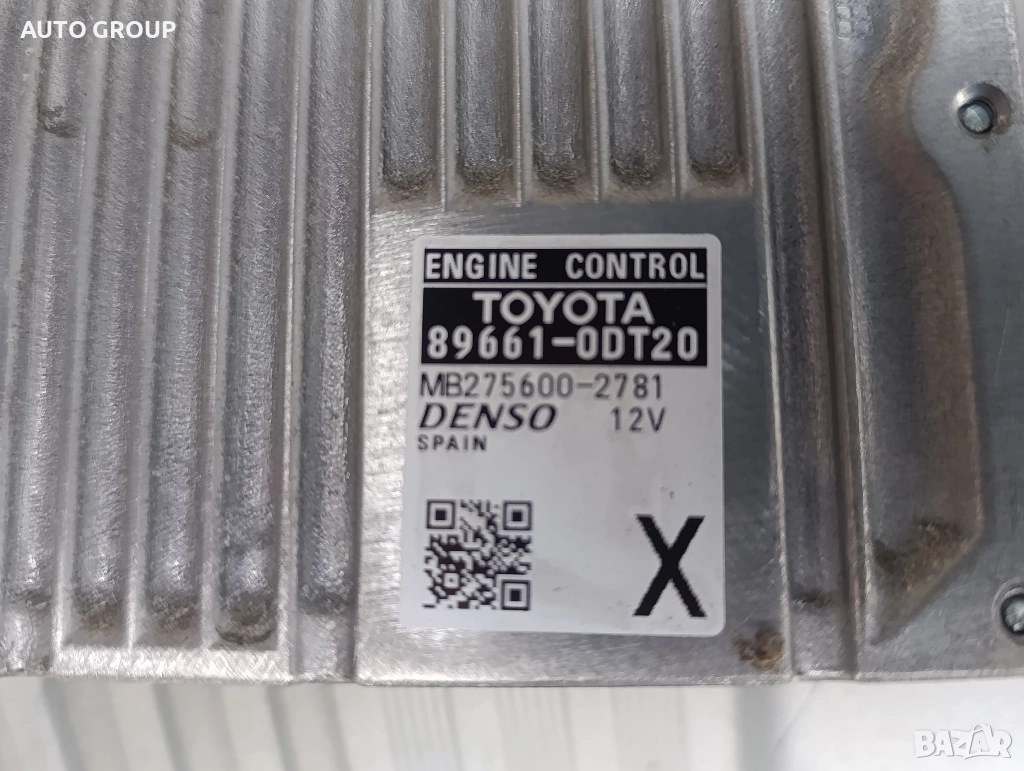 AUTO GROUP
ENGINE CONTROL
TOYOTA
89661-0DT20
MB275600-2781
DENSO 12V
SPAIN
X
BAZAR